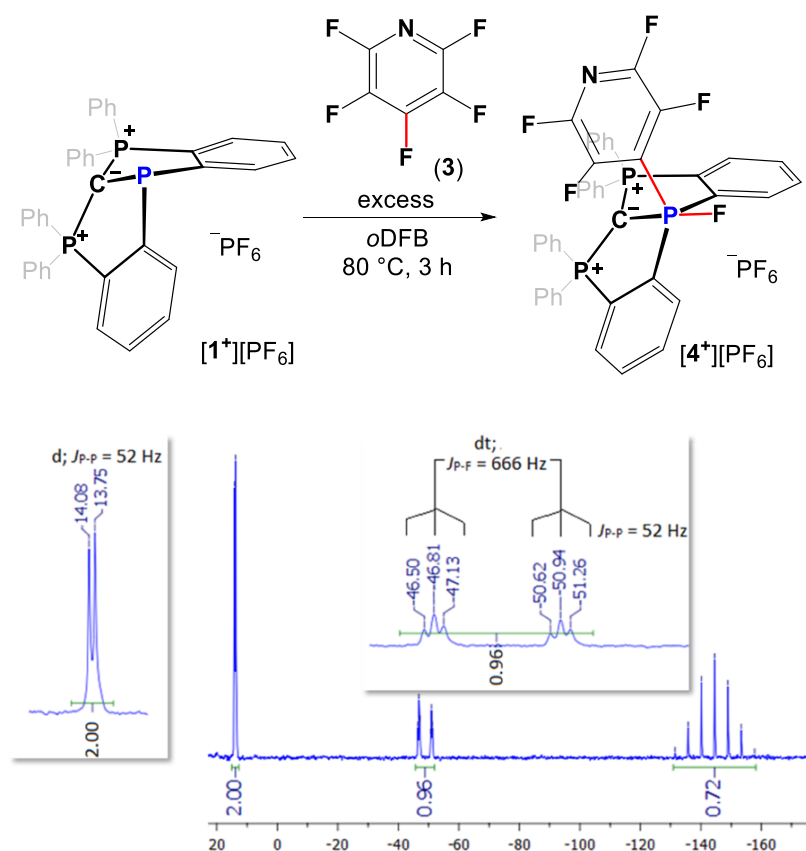 N
F F
F F
F (3)
Ph
Ph P+
C− P
Ph P+
Ph
−PF6
[1+][PF6]
excess
oDFB
80 °C, 3 h
F
N
F F
F
Ph
Ph P+
C− P F
Ph P+
Ph
−PF6
[4+][PF6]
d; JP-P = 52 Hz
14.08
13.75
2.00
dt;
JP-F = 666 Hz
JP-P = 52 Hz
-46.50
-46.81
-47.13
-50.62
-50.94
-51.26
0.96
2.00
0.96
0.72
20 0 -20 -40 -60 -80 -100 -120 -140 -160